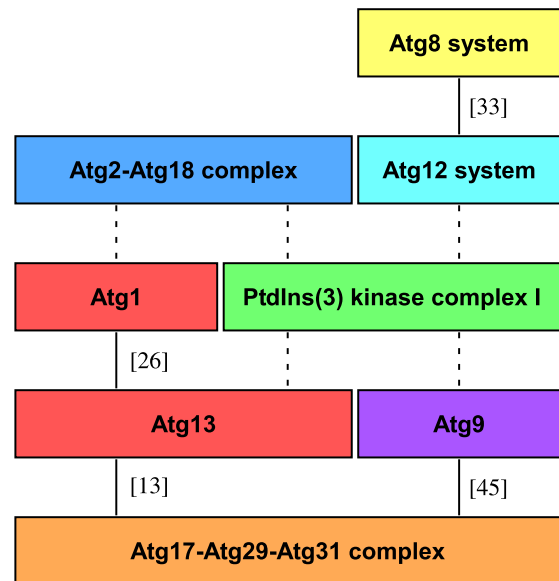 Atg8 system
[33]
Atg2-Atg18 complex
Atg12 system
Atg1
PtdIns(3) kinase complex I
[26]
Atg13
Atg9
[13]
[45]
Atg17-Atg29-Atg31 complex